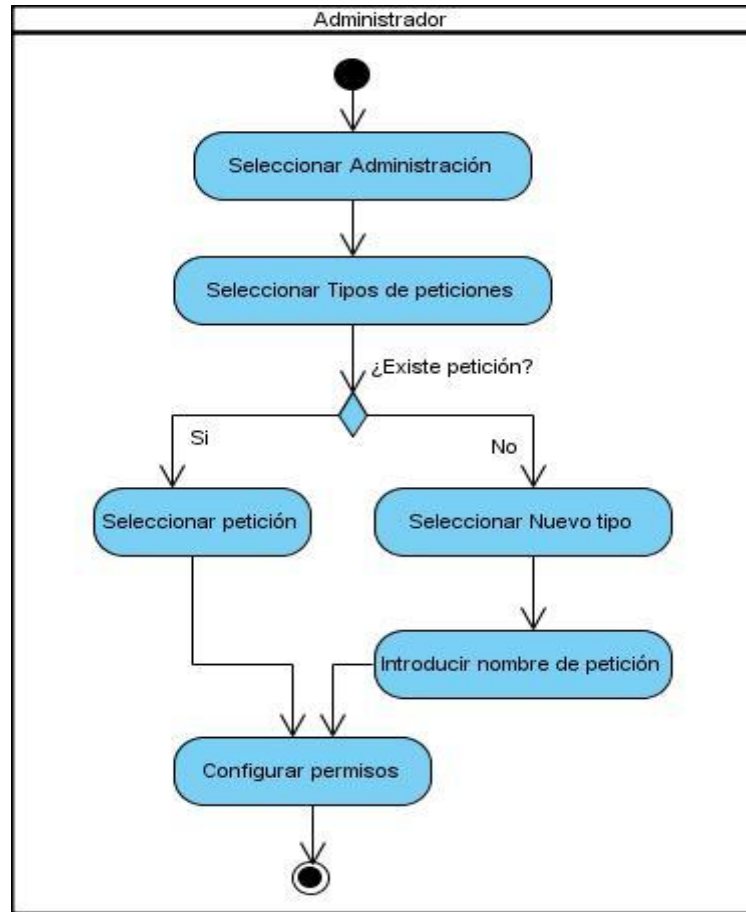 Administrador
Seleccionar Administración
Seleccionar Tipos de peticiones
¿Existe petición?
Si
No
Seleccionar petición
Seleccionar Nuevo tipo
Introducir nombre de petición
Configurar permisos